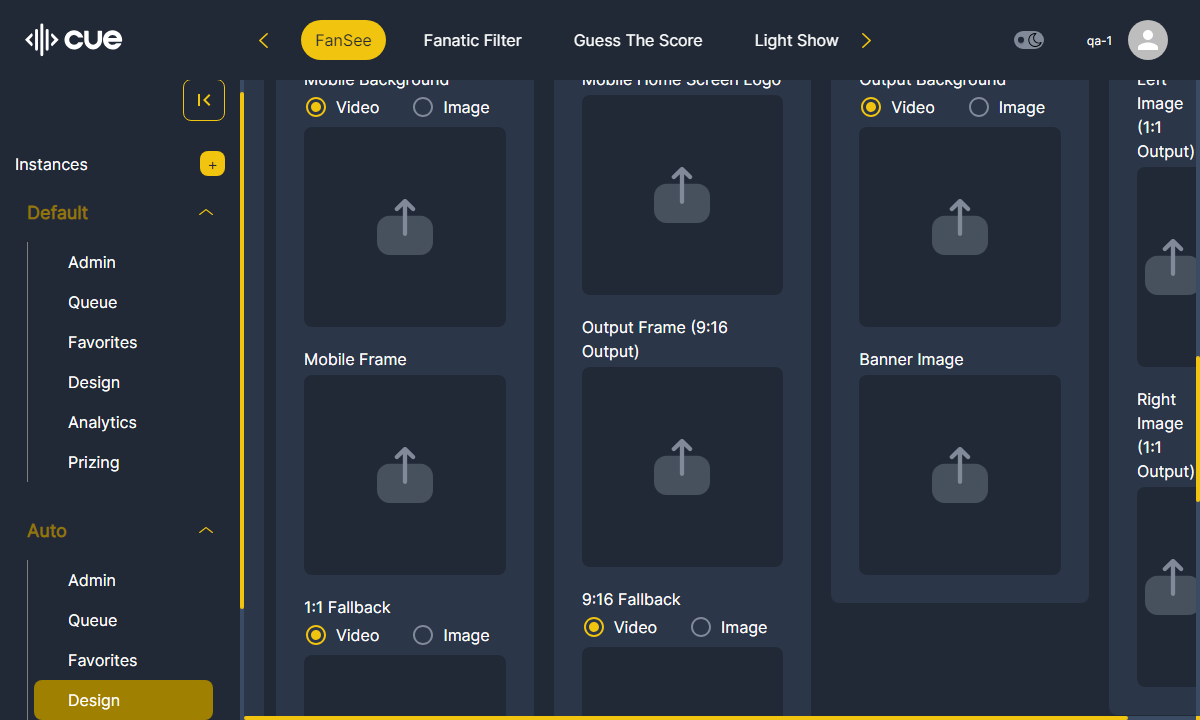 CUE
FanSee
Fanatic Filter
Guess The Score
Light Show
qa-1
Instances
+
Default
Admin
Queue
Favorites
Design
Analytics
Prizing
Auto
Admin
Queue
Favorites
Design
Mobile Background
Video
Image
Mobile Frame
1:1 Fallback
Video
Image
Mobile Home Screen Logo
Output Frame (9:16
Output)
9:16 Fallback
Video
Image
Output Background
Video
Image
Banner Image
Left
Image
(1:1
Output)
Right
Image
(1:1
Output)